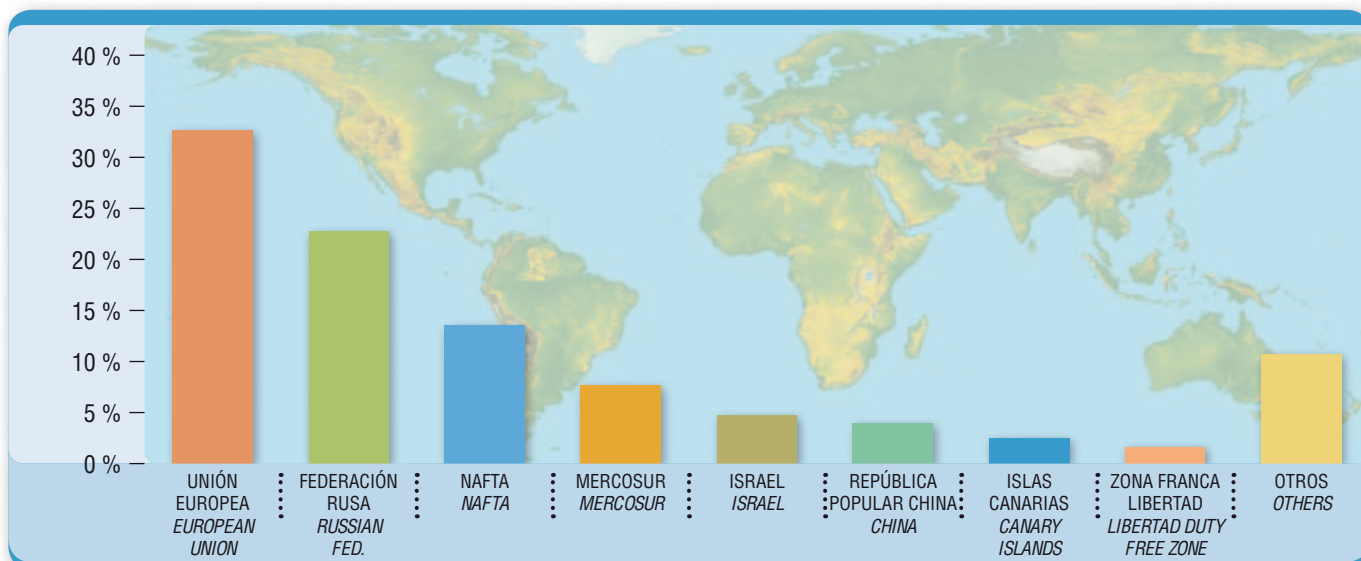 40 %
35 %
30 %
25 %
20 %
15 %
10 %
5 %
0 %
UNIÓN
EUROPEA
EUROPEAN
UNION
FEDERACIÓN
RUSA
RUSSIAN
FED.
NAFTA
NAFTA
MERCOSUR
MERCOSUR
ISRAEL
ISRAEL
REPÚBLICA
POPULAR CHINA
CHINA
ISLAS
CANARIAS
CANARY
ISLANDS
ZONA FRANCA
LIBERTAD
LIBERTAD DUTY
FREE ZONE
OTROS
OTHERS